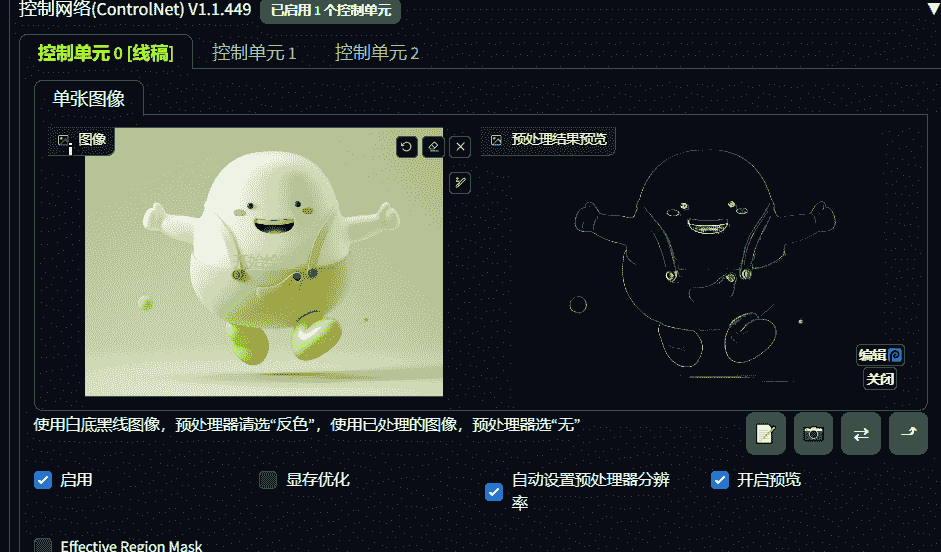 控制网络(ControlNet) V1.1.449 已启用 1 个控制单元
控制单元 0 [线稿] 控制单元 1 控制单元 2
单张图像
图像 预处理结果预览
编辑
关闭
使用白底黑线图像，预处理器请选“反色”，使用已处理的图像，预处理器选“无”
启用 显存优化 自动设置预处理器分辨率 开启预览
Effective Region Mask